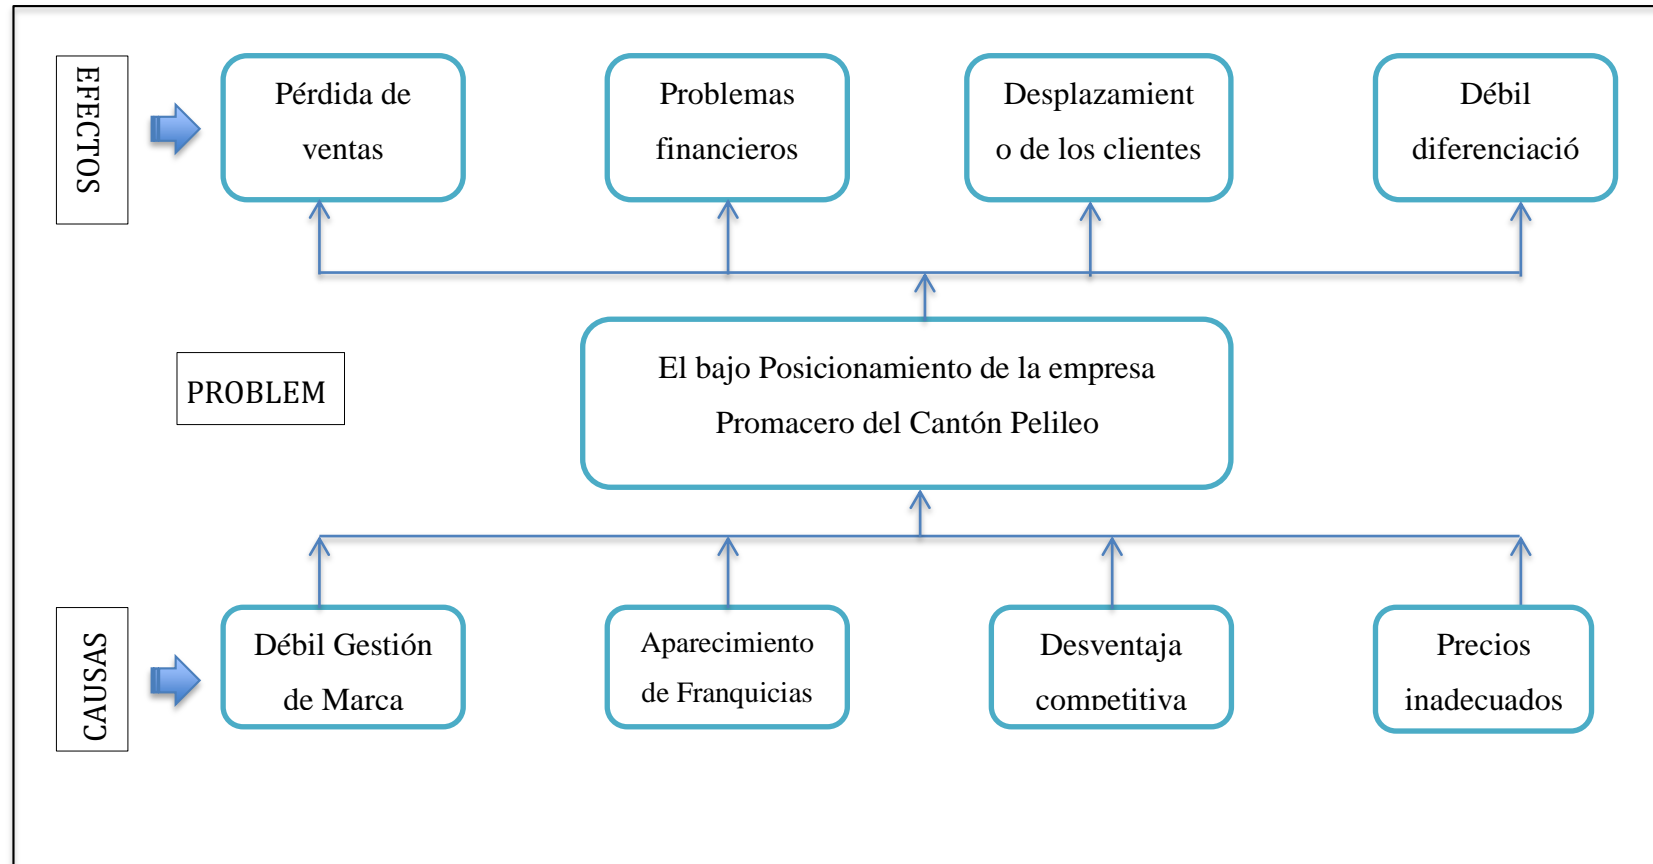 EFECTOS
Pérdida de
ventas
Problemas
financieros
Desplazamient
o de los clientes
Débil
diferenciació
PROBLEM
El bajo Posicionamiento de la empresa
Promacero del Cantón Pelileo
CAUSAS
Débil Gestión
de Marca
Aparecimiento
de Franquicias
Desventaja
competitiva
Precios
inadecuados